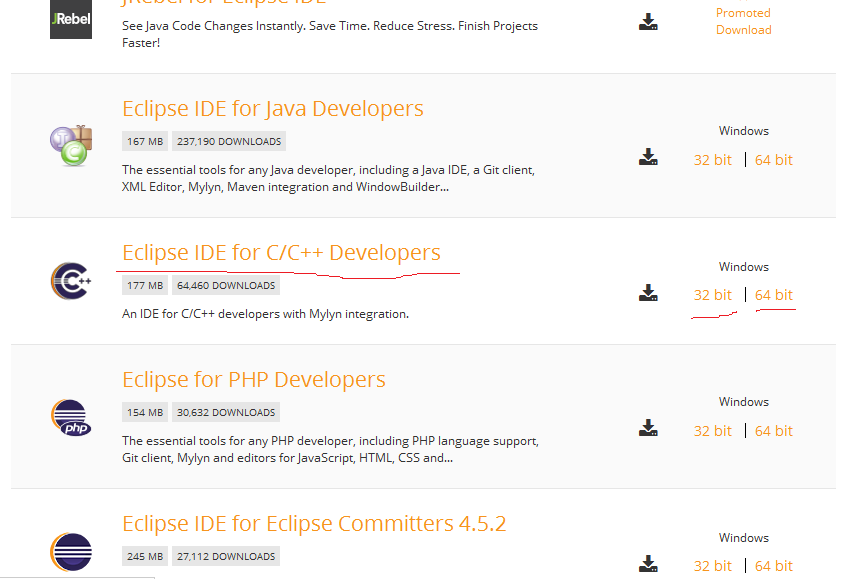 JRebel
JRebel for Eclipse IDE
See Java Code Changes Instantly. Save Time. Reduce Stress. Finish Projects
Faster!
Promoted
Download
Eclipse IDE for Java Developers
167 MB 237,190 DOWNLOADS
The essential tools for any Java developer, including a Java IDE, a Git client,
XML Editor, Mylyn, Maven integration and WindowBuilder...
Windows
32 bit | 64 bit
Eclipse IDE for C/C++ Developers
177 MB 64,460 DOWNLOADS
An IDE for C/C++ developers with Mylyn integration.
Windows
32 bit | 64 bit
Eclipse for PHP Developers
154 MB 30,632 DOWNLOADS
The essential tools for any PHP developer, including PHP language support,
Git client, Mylyn and editors for JavaScript, HTML, CSS and...
Windows
32 bit | 64 bit
php
Eclipse IDE for Eclipse Committers 4.5.2
245 MB 27,112 DOWNLOADS
Windows
32 bit | 64 bit